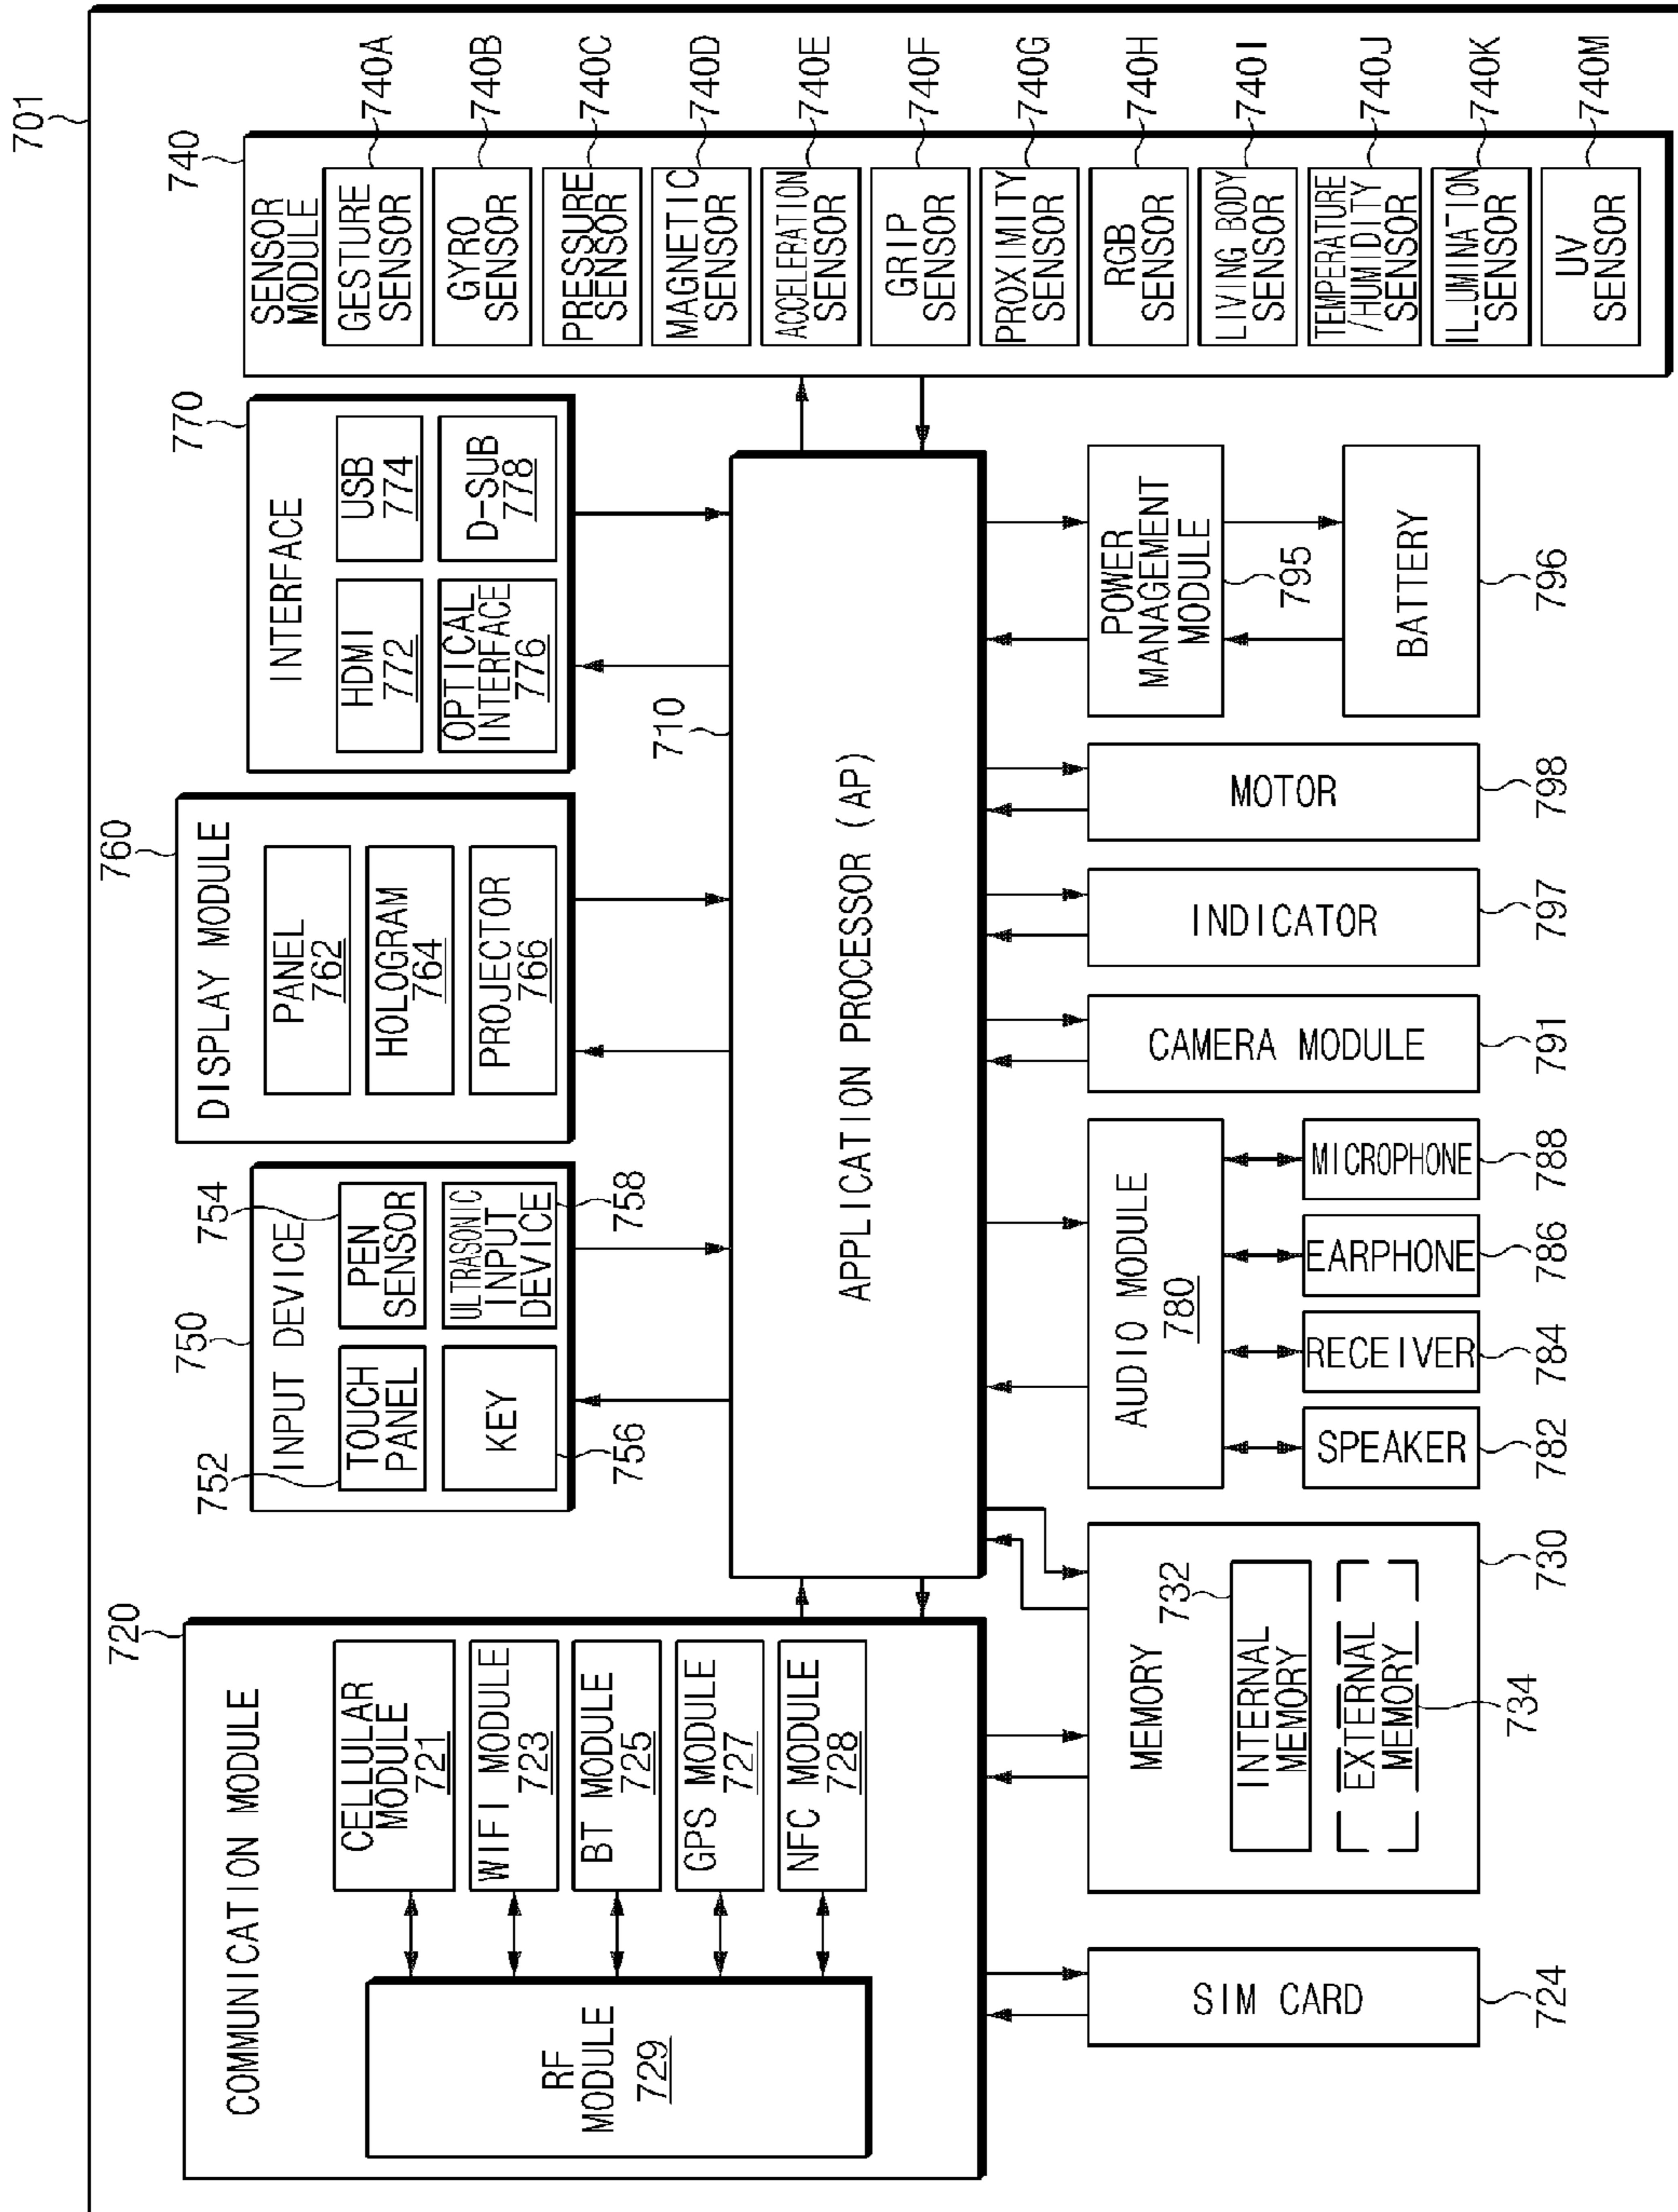 701
720
COMMUNICATION MODULE
RF
MODULE
729
CELLULAR
MODULE
721
WIFI MODULE
723
BT MODULE
725
GPS MODULE
727
NFC MODULE
728
750
INPUT DEVICE
752
TOUCH
PANEL
754
PEN
SENSOR
KEY
756
ULTRASONIC
INPUT
DEVICE
758
760
DISPLAY MODULE
PANEL
762
HOLOGRAM
764
PROJECTOR
766
770
INTERFACE
HDMI
772
USB
774
OPTICAL
INTERFACE
776
D-SUB
778
740
SENSOR
MODULE
GESTURE
SENSOR
740A
GYRO
SENSOR
740B
PRESSURE
SENSOR
740C
MAGNETIC
SENSOR
740D
ACCELERATION
SENSOR
740E
GRIP
SENSOR
740F
PROXIMITY
SENSOR
740G
RGB
SENSOR
740H
LIVING BODY
SENSOR
740I
TEMPERATURE
/HUMIDITY
SENSOR
740J
ILLUMINATION
SENSOR
740K
UV
SENSOR
740M
710
APPLICATION PROCESSOR (AP)
SIM CARD
724
MEMORY
732
INTERNAL
MEMORY
EXTERNAL
MEMORY
734
730
AUDIO MODULE
780
SPEAKER
782
RECEIVER
784
EARPHONE
786
MICROPHONE
788
CAMERA MODULE
791
INDICATOR
797
MOTOR
798
POWER
MANAGEMENT
MODULE
795
BATTERY
796